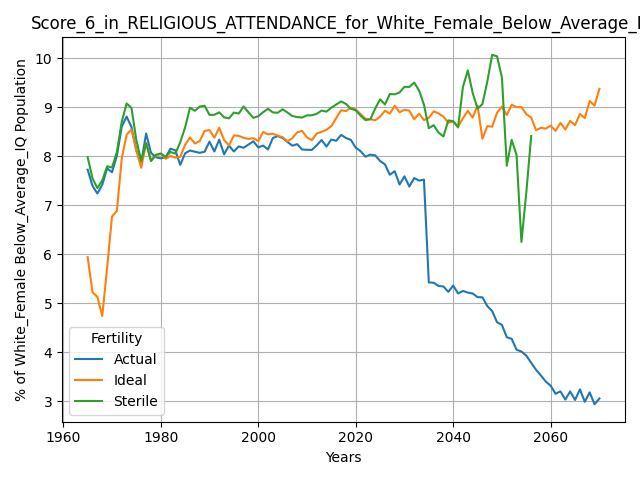 Score_6_in_RELIGIOUS_ATTENDANCE_for_White_Female_Below_Average_I
% of White_Female Below_Average_IQ Population
10
9
8
7
6
5
4
3
Fertility
Actual
Ideal
Sterile
1960 1980 2000 2020 2040 2060
Years